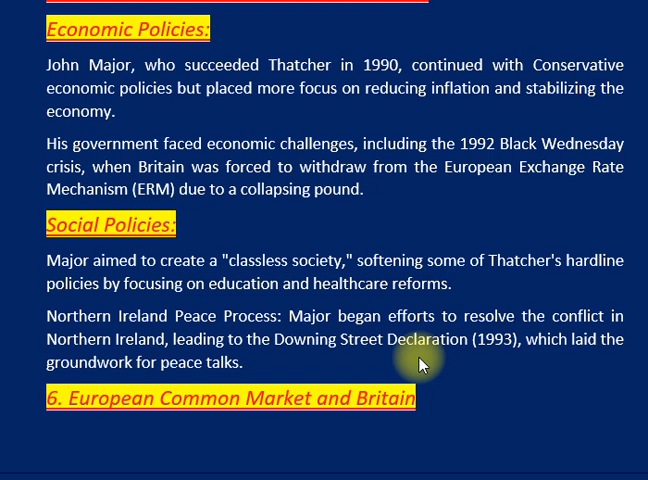 Economic Policies:
John Major, who succeeded Thatcher in 1990, continued with Conservative
economic policies but placed more focus on reducing inflation and stabilizing the
economy.
His government faced economic challenges, including the 1992 Black Wednesday
crisis, when Britain was forced to withdraw from the European Exchange Rate
Mechanism (ERM) due to a collapsing pound.
Social Policies:
Major aimed to create a "classless society," softening some of Thatcher's hardline
policies by focusing on education and healthcare reforms.
Northern Ireland Peace Process: Major began efforts to resolve the conflict in
Northern Ireland, leading to the Downing Street Declaration (1993), which laid the
groundwork for peace talks.
6. European Common Market and Britain